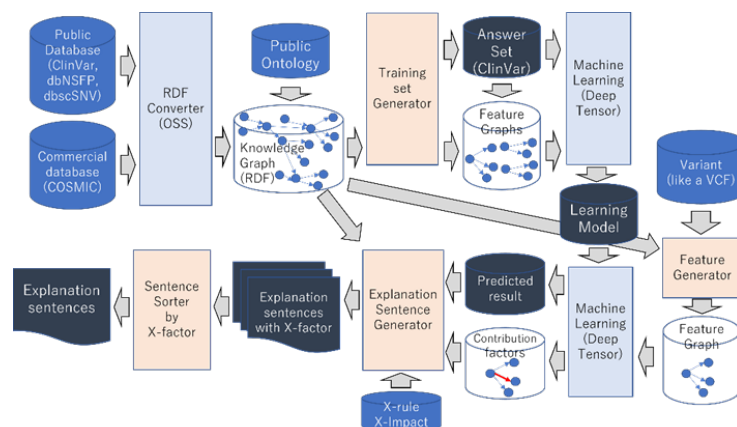 Public
Database
(ClinVar,
dbNSFP,
dbscSNV)
Commercial
database
(COSMIC)
RDF
Converter
(OSS)
Public
Ontology
Knowledge
Graph
(RDF)
Training
set
Generator
Answer
Set
(ClinVar)
Feature
Graphs
Machine
Learning
(Deep
Tensor)
Variant
(like a
VCF)
Learning
Model
Feature
Generator
Feature
Graph
Machine
Learning
(Deep
Tensor)
Predicted
result
Contribution
factors
Explanation
Sentence
Generator
X-rule
X-Impact
Explanation
sentences
with X-factor
Sentence
Sorter
by
X-factor
Explanation
sentences